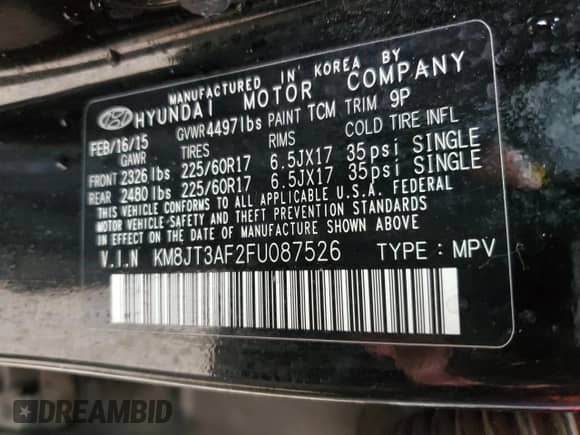 MANUFACTURED IN KOREA BY
HYUNDAI MOTOR COMPANY
FEB/16/15 GVWR 4497lbs PAINT TCM TRIM 9P
GAWR TIRES RIMS COLD TIRE INFL
FRONT 2326 lbs 225/60R17 6.5JX17 35psi SINGLE
REAR 2480 lbs 225/60R17 6.5JX17 35psi SINGLE
THIS VEHICLE CONFORMS TO ALL APPLICABLE U.S.A. FEDERAL
MOTOR VEHICLE SAFETY AND THEFT PREVENTION STANDARDS
IN EFFECT ON THE DATE OF MANUFACTURE SHOWN ABOVE.
V.I.N KM8JT3AF2FU087526 TYPE : MPV
DREAMBID